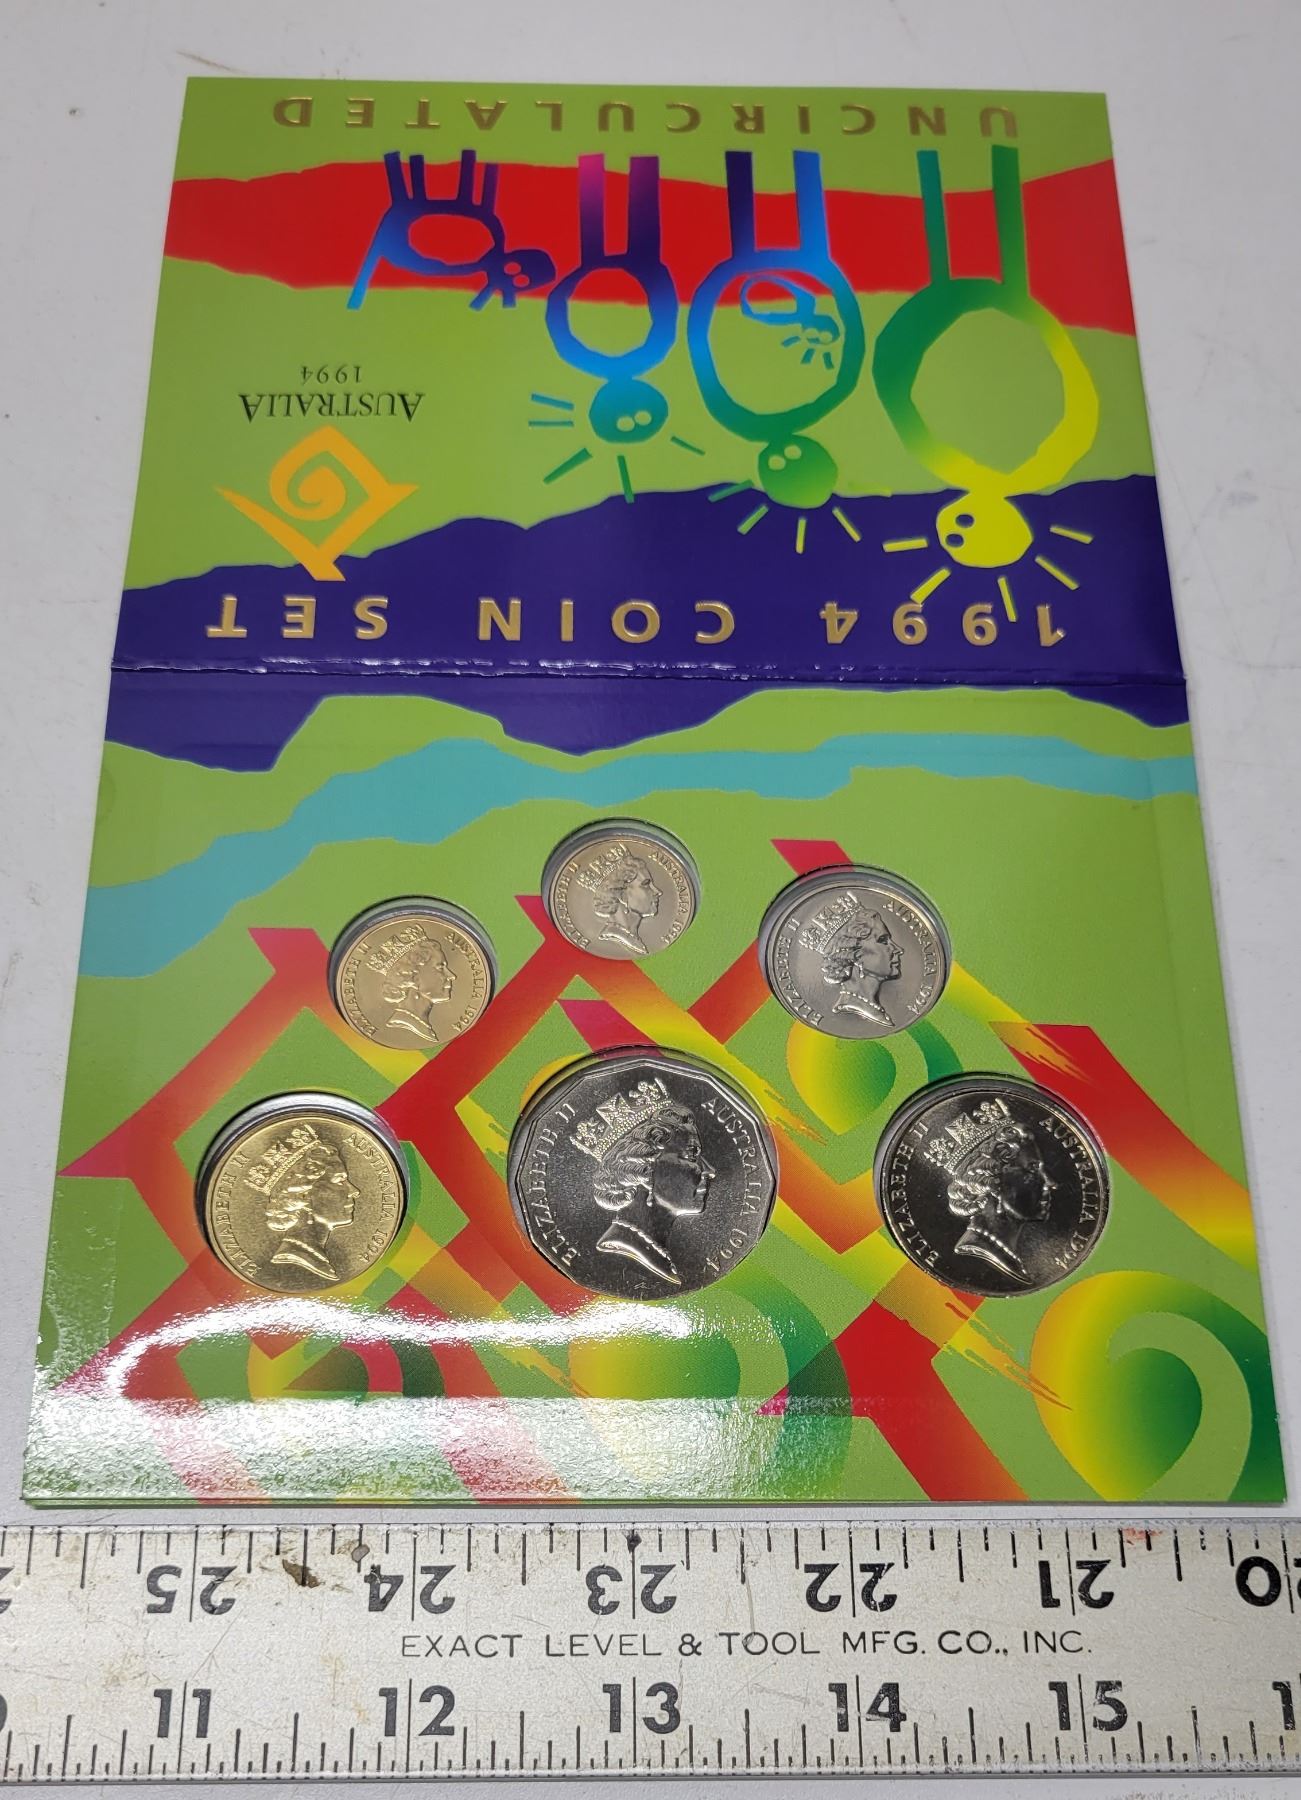 UNCIRCULATED
AUSTRALIA
1994
1994 COIN SET
ELIZABETH II AUSTRALIA 1994
ELIZABETH II AUSTRALIA 1994
ELIZABETH II AUSTRALIA 1994
ELIZABETH II AUSTRALIA 1994
ELIZABETH II AUSTRALIA 1994
ELIZABETH II AUSTRALIA 1994
25 24 23 22 21 20
EXACT LEVEL & TOOL MFG. CO., INC.
11 12 13 14 15